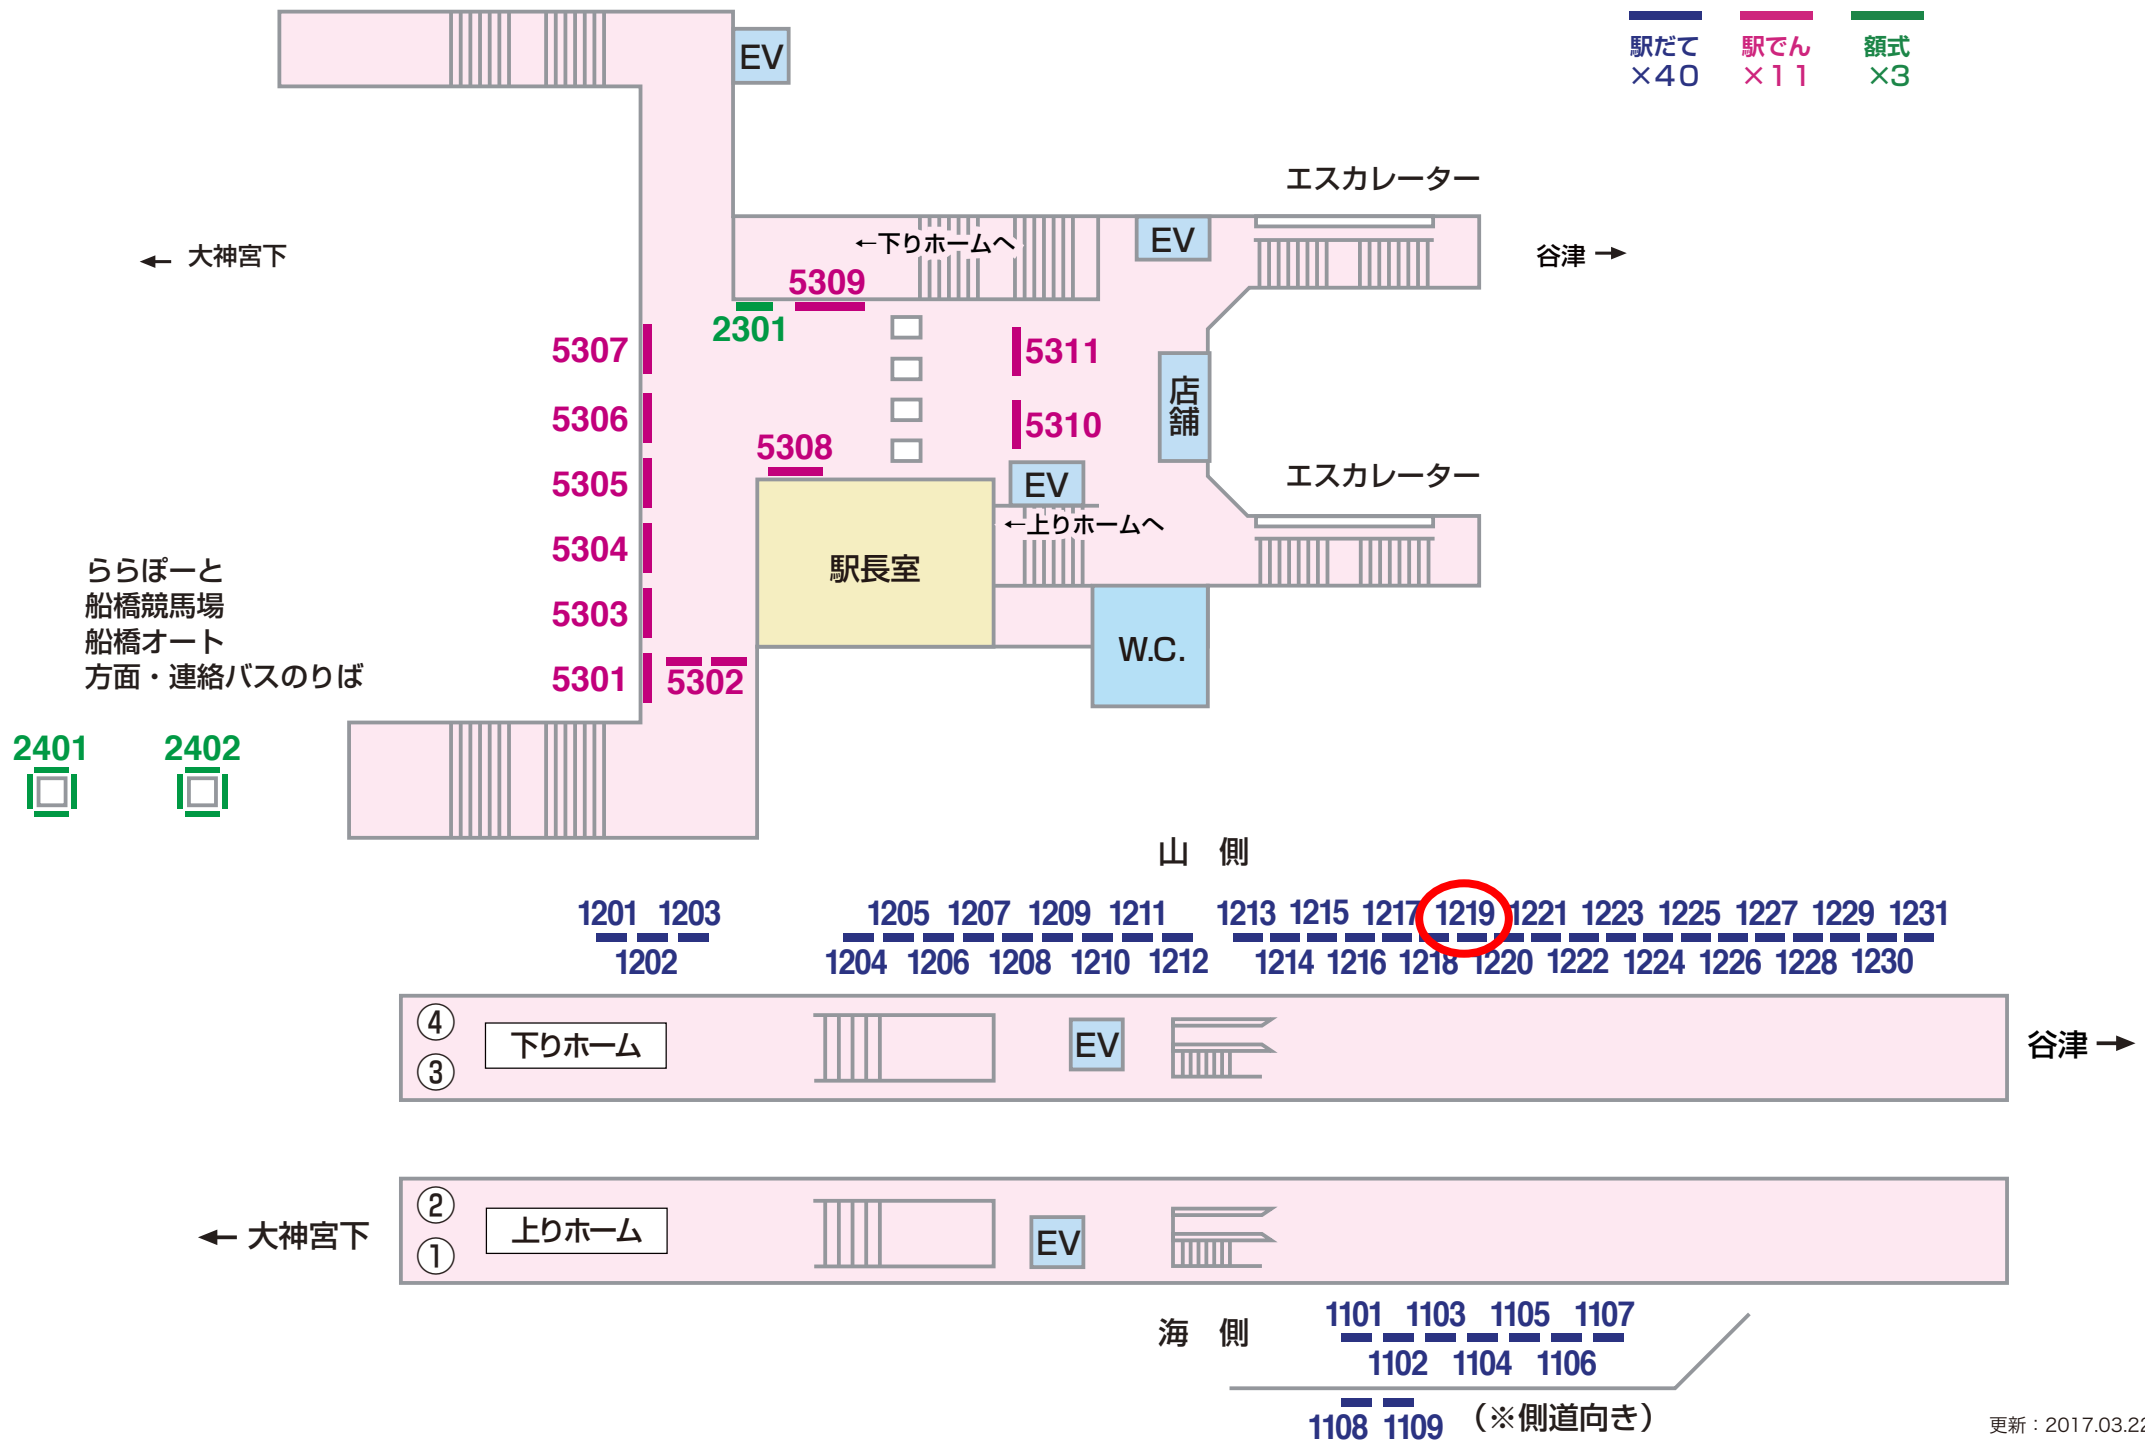 駅だて 駅でん 額式
×40 ×11 ×3
EV
エスカレーター
←下りホームへ
EV
← 大神宮下
谷津 →
5309
2301
5307
5311
店舗
5306
5310
5308
5305
EV
エスカレーター
←上りホームへ
5304
駅長室
ららぽーと
船橋競馬場
船橋オート
方面・連絡バスのりば
5303
W.C.
5301 5302
2401 2402
山 側
1201 1203 1205 1207 1209 1211 1213 1215 1217 1219 1221 1223 1225 1227 1229 1231
1202 1204 1206 1208 1210 1212 1214 1216 1218 1220 1222 1224 1226 1228 1230
④
下りホーム
EV
谷津 →
③
②
← 大神宮下
上りホーム
EV
①
海 側
1101 1103 1105 1107
1102 1104 1106
1108 1109 (※側道向き)
更新：2017.03.22